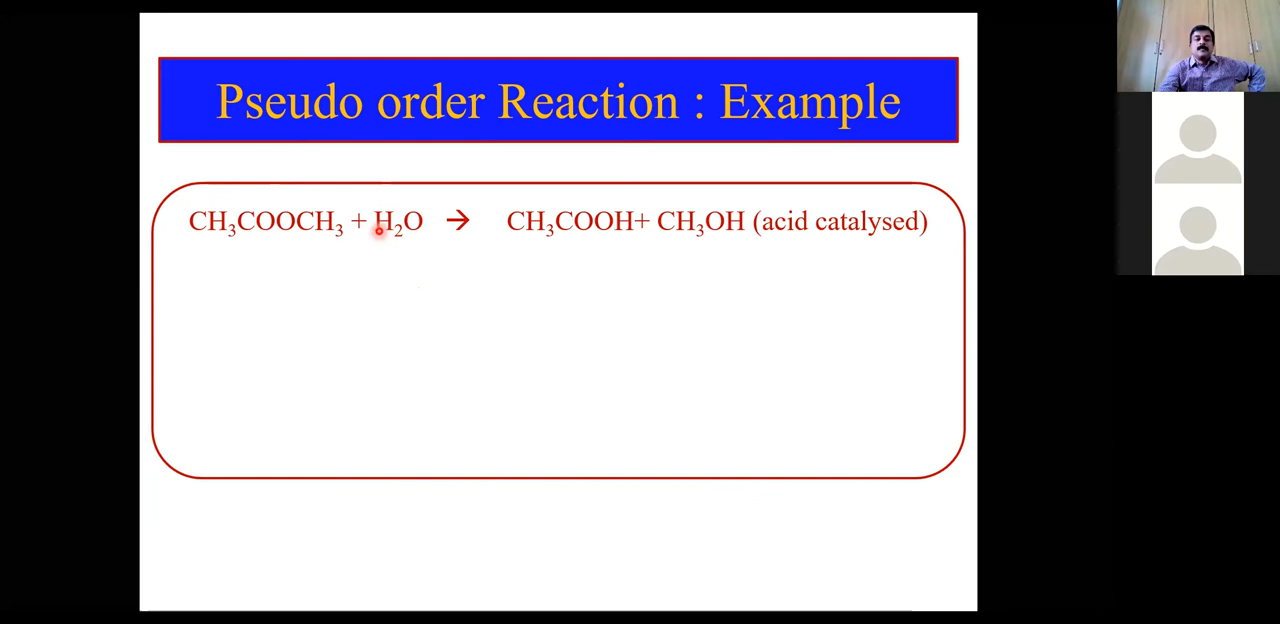 Pseudo order Reaction : Example
CH₃COOCH₃ + H₂O → CH₃COOH+ CH₃OH (acid catalysed)